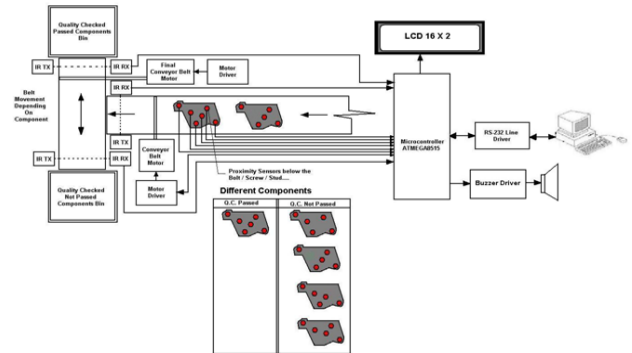 Quality Checked
Passed Components
Bin
LCD 16 X 2
IR TX
IR RX
Final
Conveyor Belt
Motor
Motor
Driver
IR RX
Belt
Movement
Depending
On
Component
IR TX
Microcontroller
ATMEGA8515
RS-232 Line
Driver
IR TX
IR RX
Conveyor
Belt
Motor
Proximity Sensors below the
Bolt / Screw / Stud....
Motor
Driver
Buzzer Driver
Quality Checked
Not Passed
Components Bin
Different Components
Q.C. Passed
Q.C. Not Passed